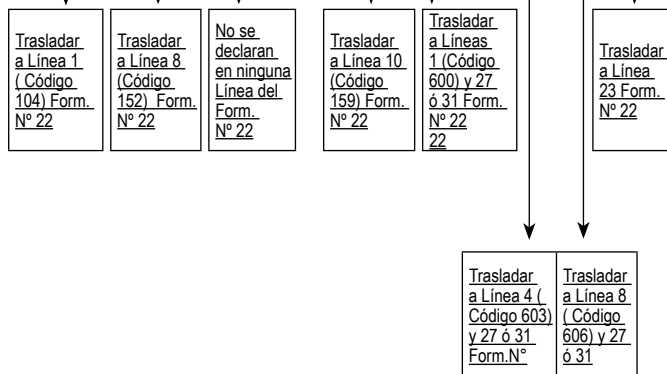 Trasladar
a Línea 1
( Código
104) Form.
Nº 22
Trasladar
a Línea 8
(Código
152) Form.
Nº 22
No se
declaran
en ninguna
Línea del
Form.
Nº 22
Trasladar
a Línea 10
(Código
159) Form.
Nº 22
Trasladar
a Líneas
1 (Código
600) y 27
ó 31 Form.
Nº 22
22
Trasladar
a Línea
23 Form.
Nº 22
Trasladar
a Línea 4 (
Código 603)
y 27 ó 31
Form.N°
Trasladar
a Línea 8
( Código
606) y 27
ó 31